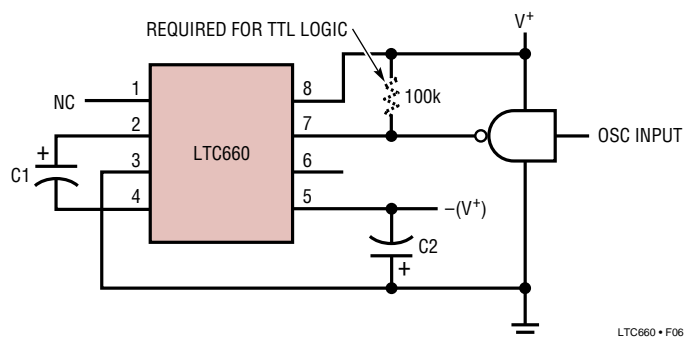 REQUIRED FOR TTL LOGIC
V+
NC
1
8
100k
2
7
OSC INPUT
+
C1
LTC660
3
6
4
5
–(V+)
C2
+
LTC660 • F06